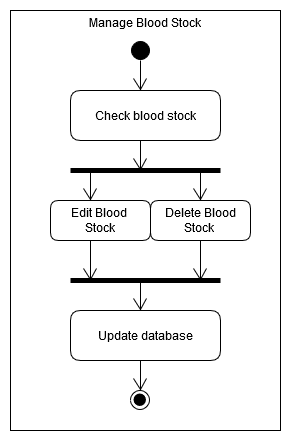 Manage Blood Stock
Check blood stock
Edit Blood
Stock
Delete Blood
Stock
Update database